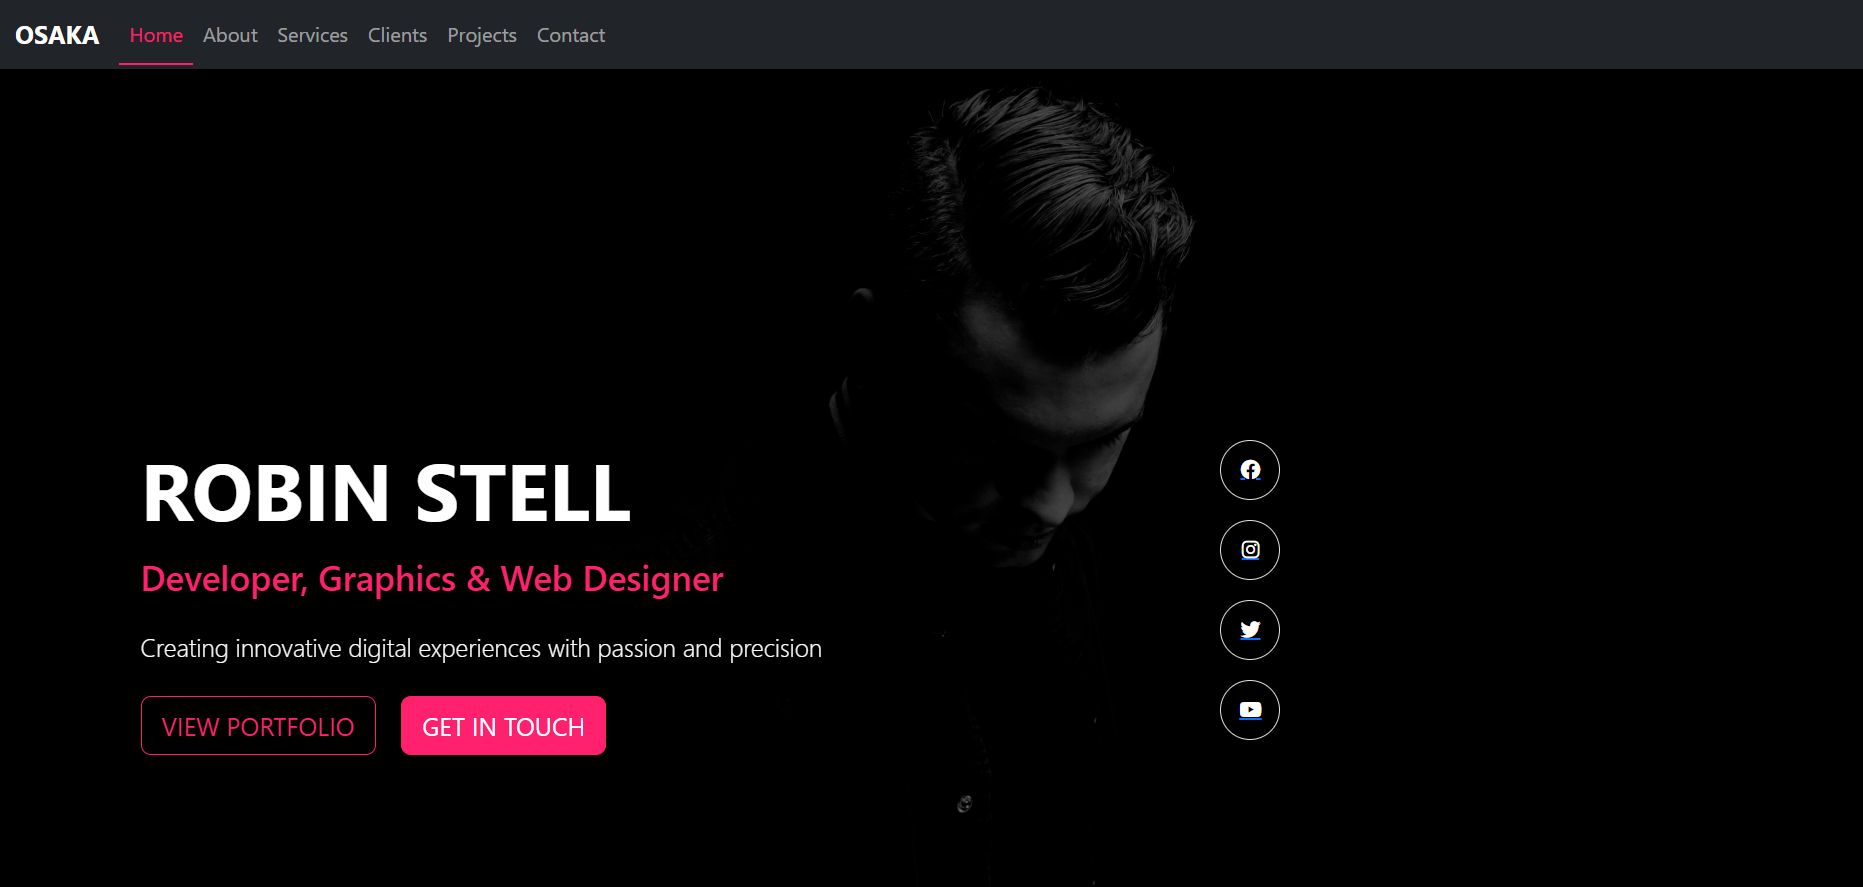 OSAKA Home About Services Clients Projects Contact
ROBIN STELL
Developer, Graphics & Web Designer
Creating innovative digital experiences with passion and precision
VIEW PORTFOLIO GET IN TOUCH